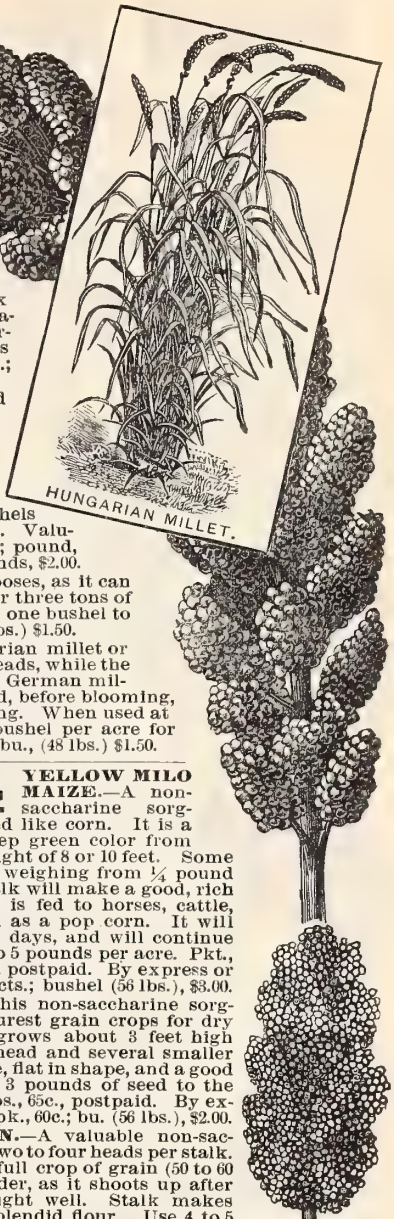 x
a-
r-
s
.;
d
HUNGARIAN MILLET.
hels
. Valu-
; pound,
nds, $2.00.
poses, as it can
r three tons of
one bushel to
bs.) $1.50.
rian millet or
eads, while the
German mil-
d, before blooming,
ng. When used at
bushel per acre for
bu., (48 lbs.) $1.50.
YELLOW MILO
MAIZE.—A non-
saccharine sorg-
d like corn. It is a
eep green color from
ght of 8 or 10 feet. Some
weighing from ¼ pound
lk will make a good, rich
is fed to horses, cattle,
as a pop corn. It will
days, and will continue
o 5 pounds per acre. Pkt.,
postpaid. By express or
cts.; bushel (56 lbs.), $3.00.
his non-saccharine sorg-
urest grain crops for dry
grows about 3 feet high
head and several smaller
e, flat in shape, and a good
3 pounds of seed to the
s., 65c., postpaid. By ex-
pk., 60c.; bu. (56 lbs.), $2.00.
N.—A valuable non-sac-
two to four heads per stalk.
full crop of grain (50 to 60
der, as it shoots up after
ught well. Stalk makes
splendid flour. Use 4 to 5